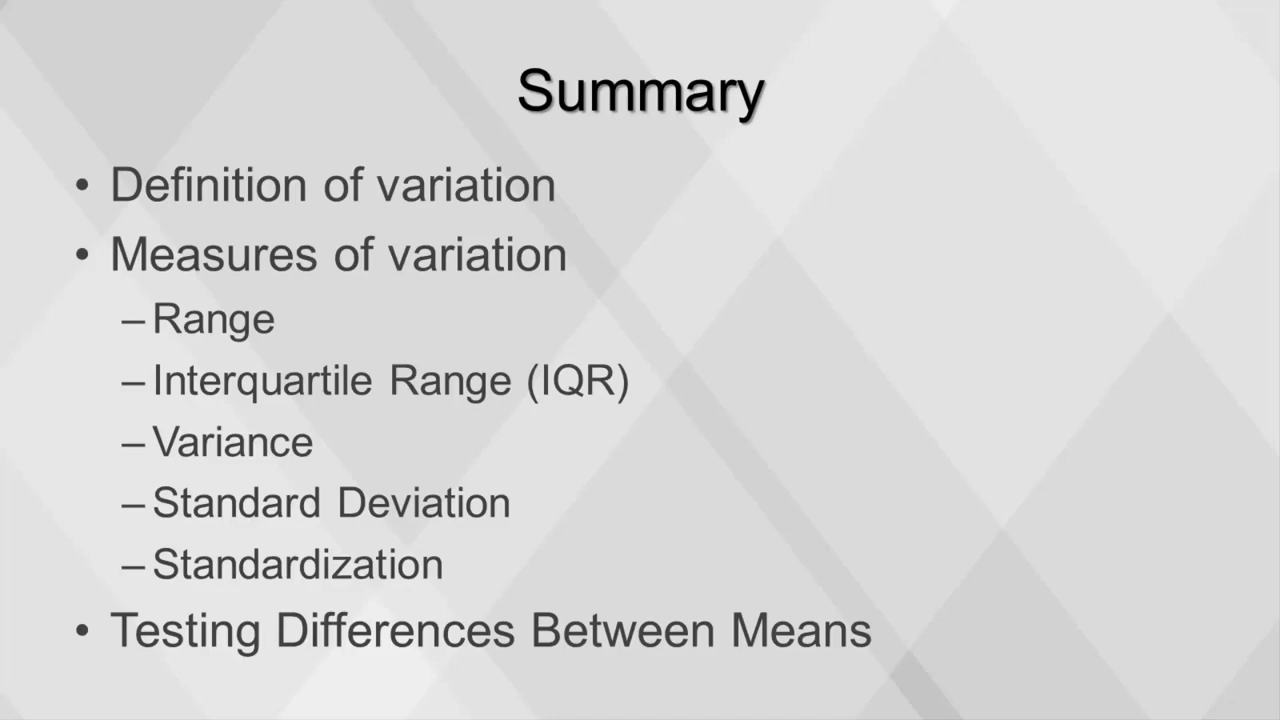 Summary
• Definition of variation
• Measures of variation
– Range
– Interquartile Range (IQR)
– Variance
– Standard Deviation
– Standardization
• Testing Differences Between Means